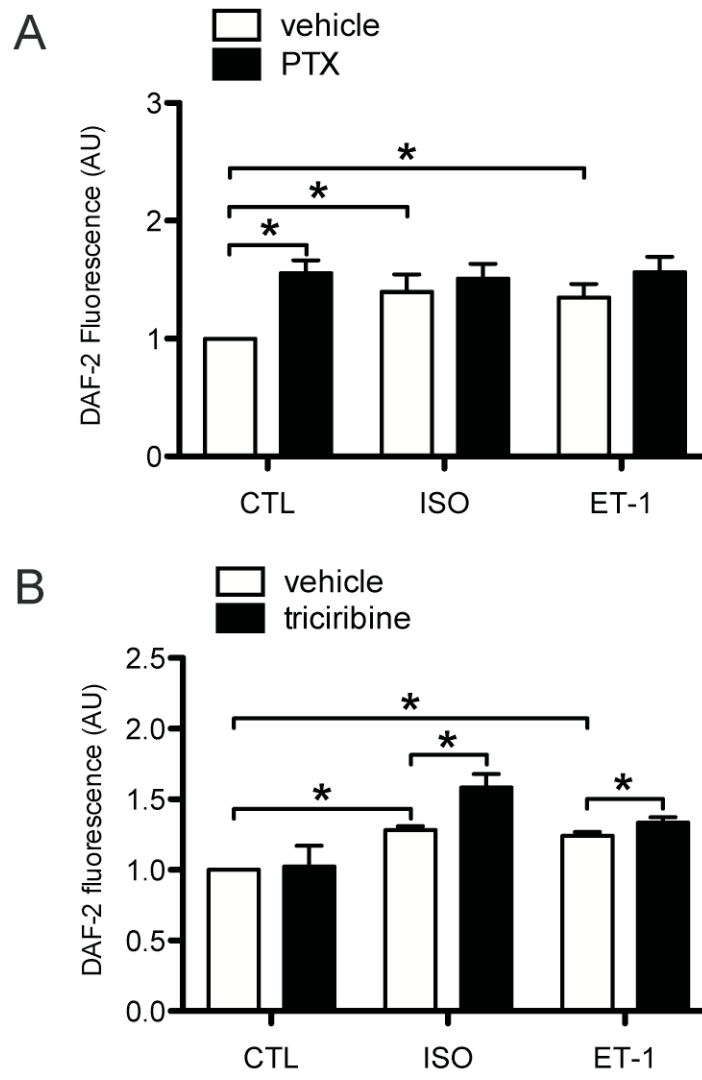 A
vehicle
PTX
DAF-2 Fluorescence (AU)
3
2
1
0
*
*
*
CTL ISO ET-1
B
vehicle
triciribine
DAF-2 fluorescence (AU)
2.5
2.0
1.5
1.0
0.5
0.0
*
*
*
*
CTL ISO ET-1